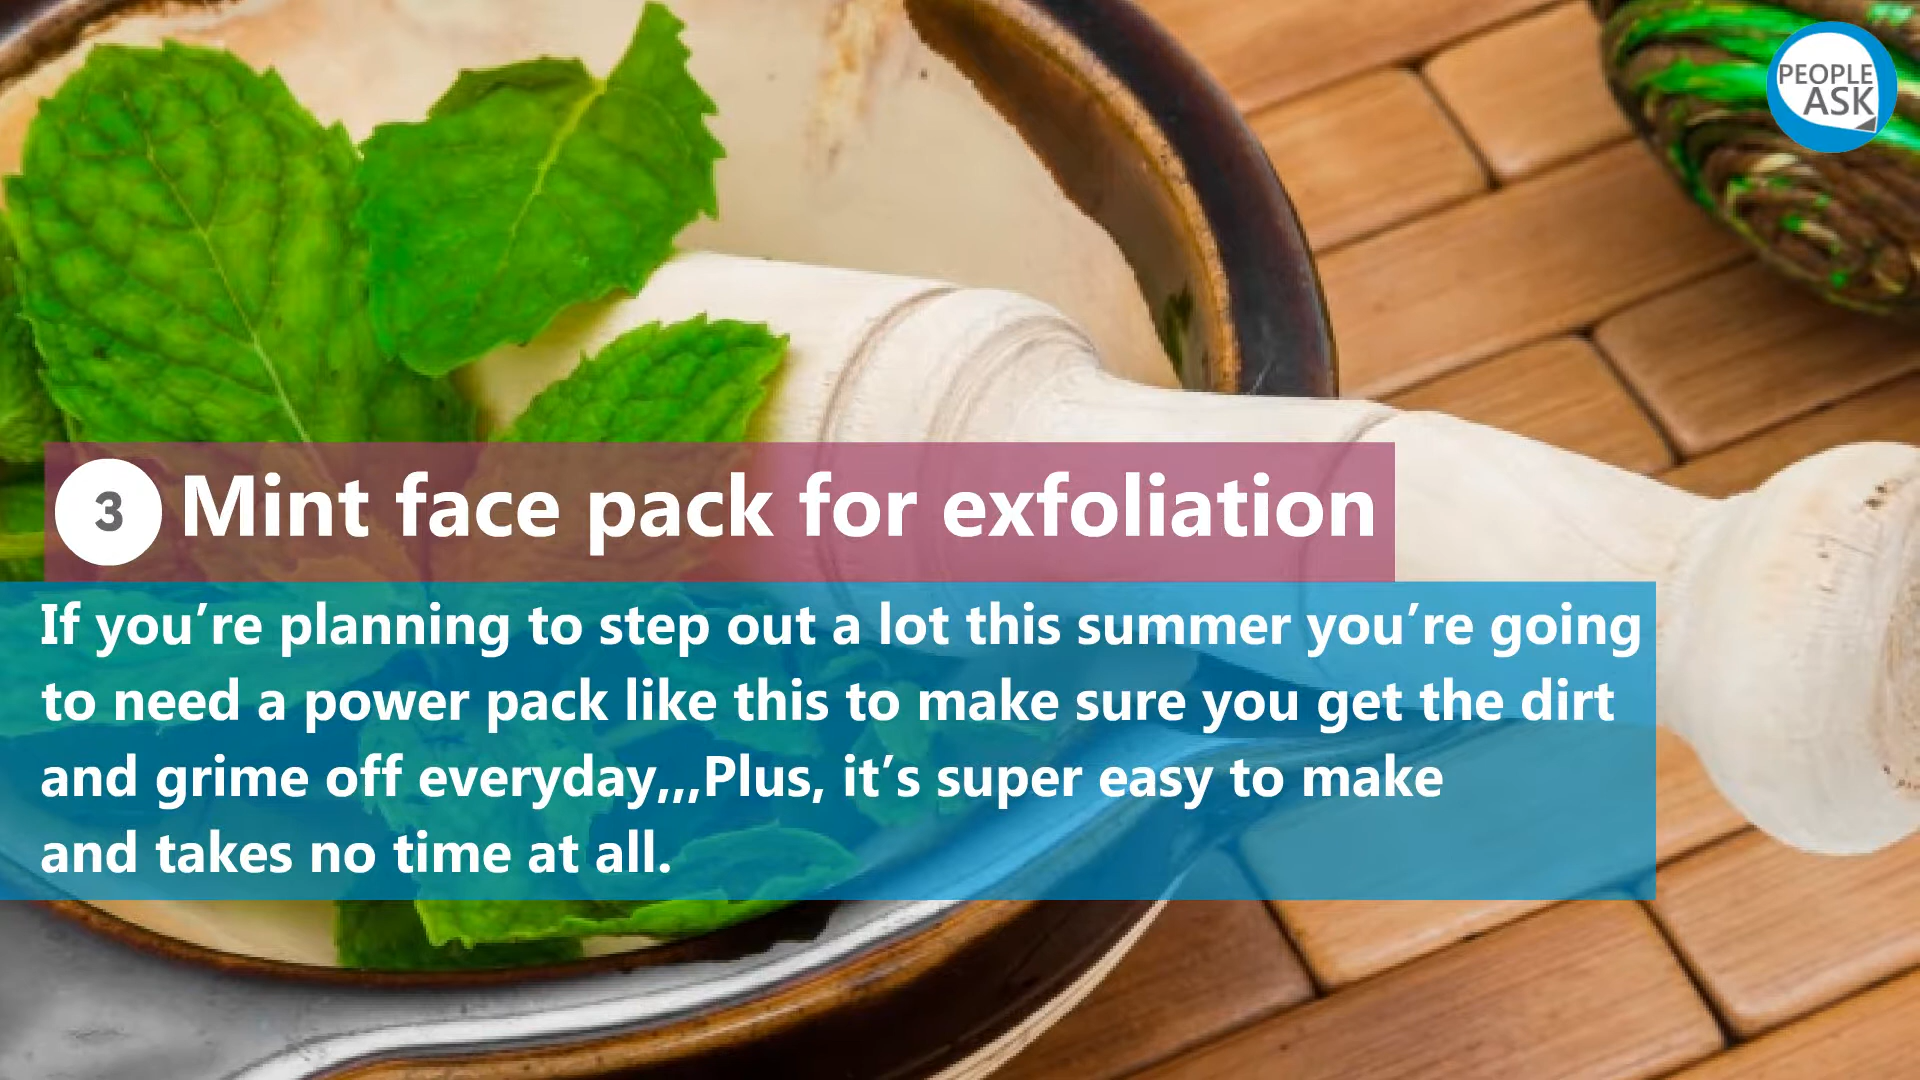 PEOPLE
ASK
3 Mint face pack for exfoliation
If you’re planning to step out a lot this summer you’re going
to need a power pack like this to make sure you get the dirt
and grime off everyday,,,Plus, it’s super easy to make
and takes no time at all.